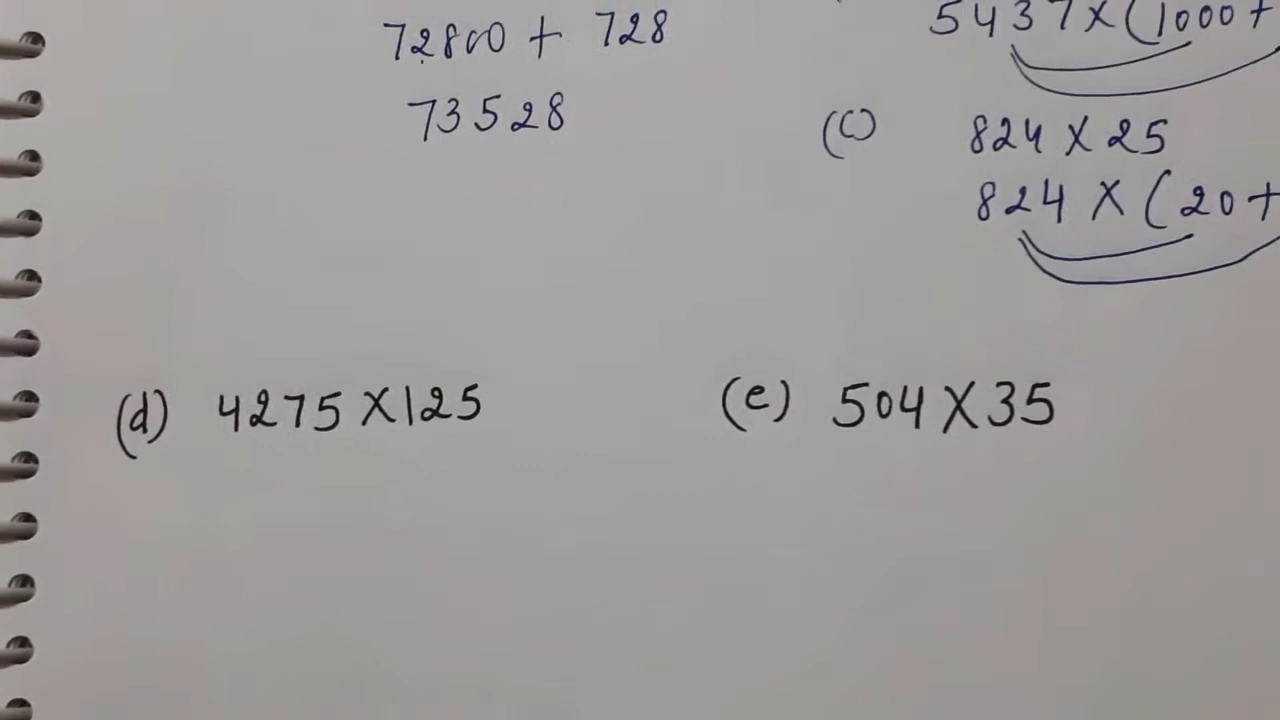 72800 + 728
73528
5437 X (1000 +
(C) 824 X 25
824 X (20 +
(d) 4275 X 125
(e) 504 X 35